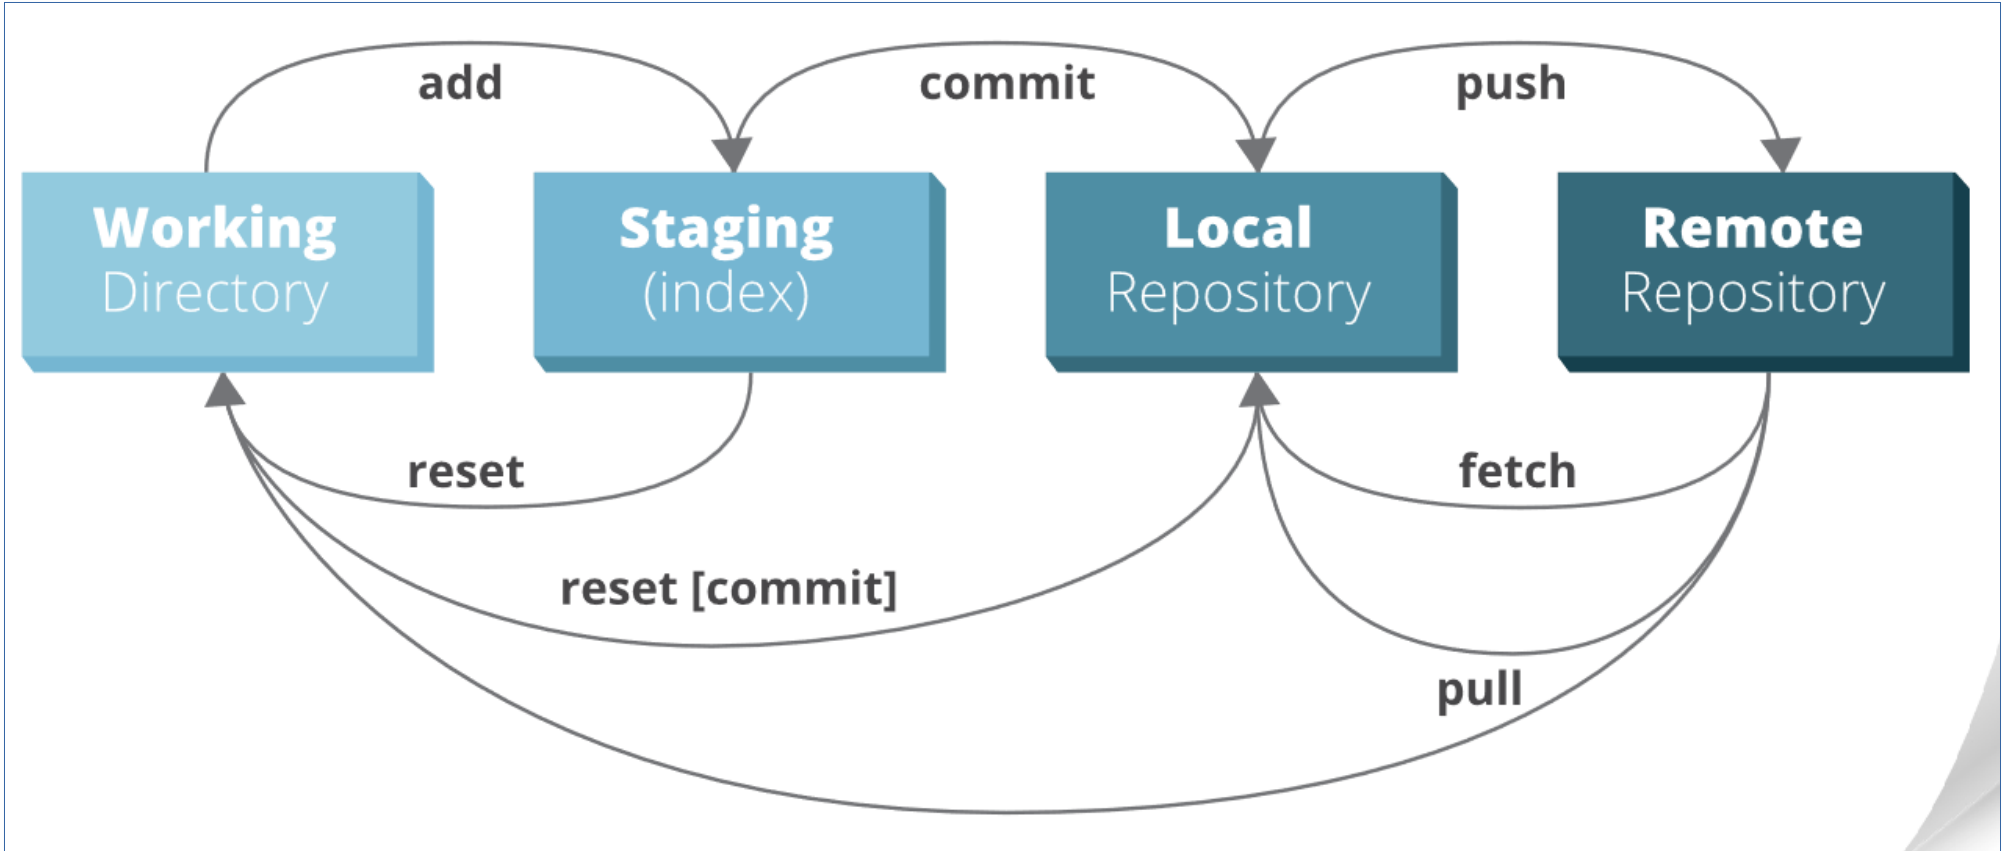 add
commit
push
Working
Directory
Staging
(index)
Local
Repository
Remote
Repository
reset
fetch
reset [commit]
pull